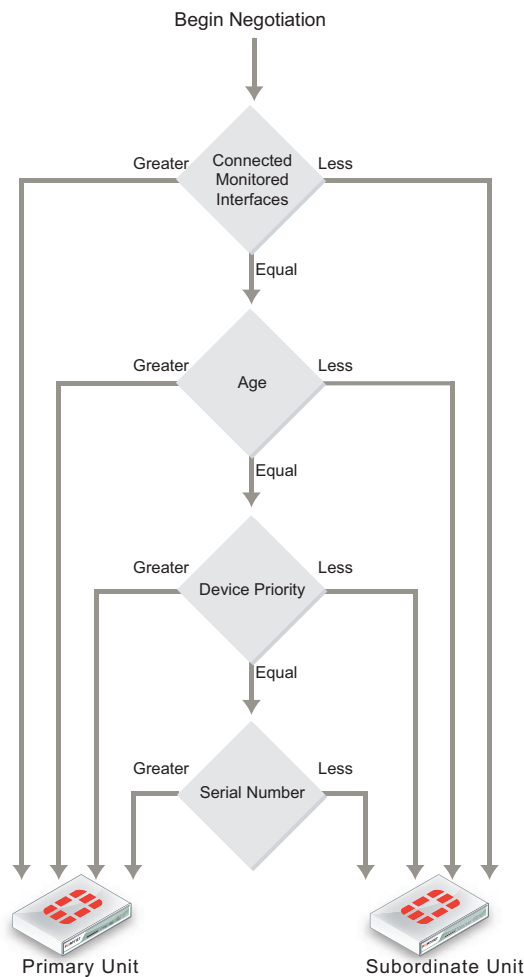 Begin Negotiation
Greater
Connected
Monitored
Interfaces
Less
Equal
Greater
Age
Less
Equal
Greater
Device Priority
Less
Equal
Greater
Serial Number
Less
Primary Unit
Subordinate Unit